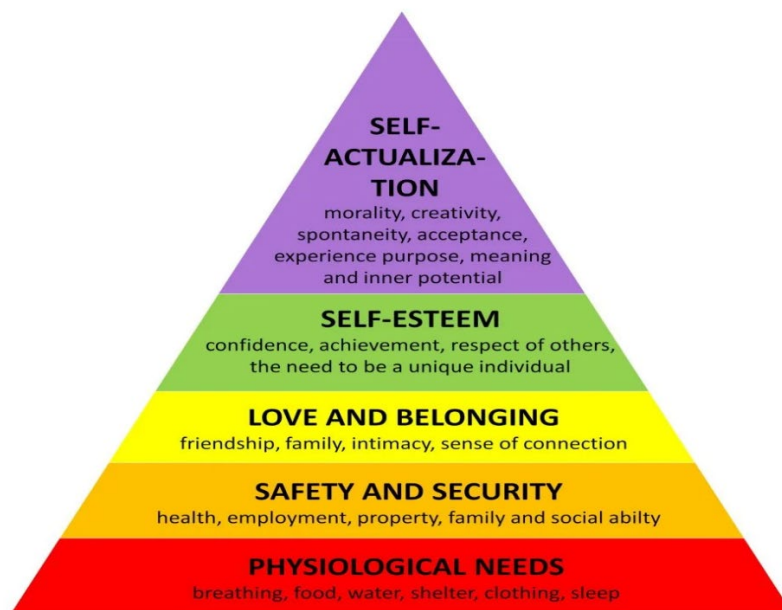 SELF-
ACTUALIZA-
TION
morality, creativity,
spontaneity, acceptance,
experience purpose, meaning
and inner potential
SELF-ESTEEM
confidence, achievement, respect of others,
the need to be a unique individual
LOVE AND BELONGING
friendship, family, intimacy, sense of connection
SAFETY AND SECURITY
health, employment, property, family and social abilty
PHYSIOLOGICAL NEEDS
breathing, food, water, shelter, clothing, sleep